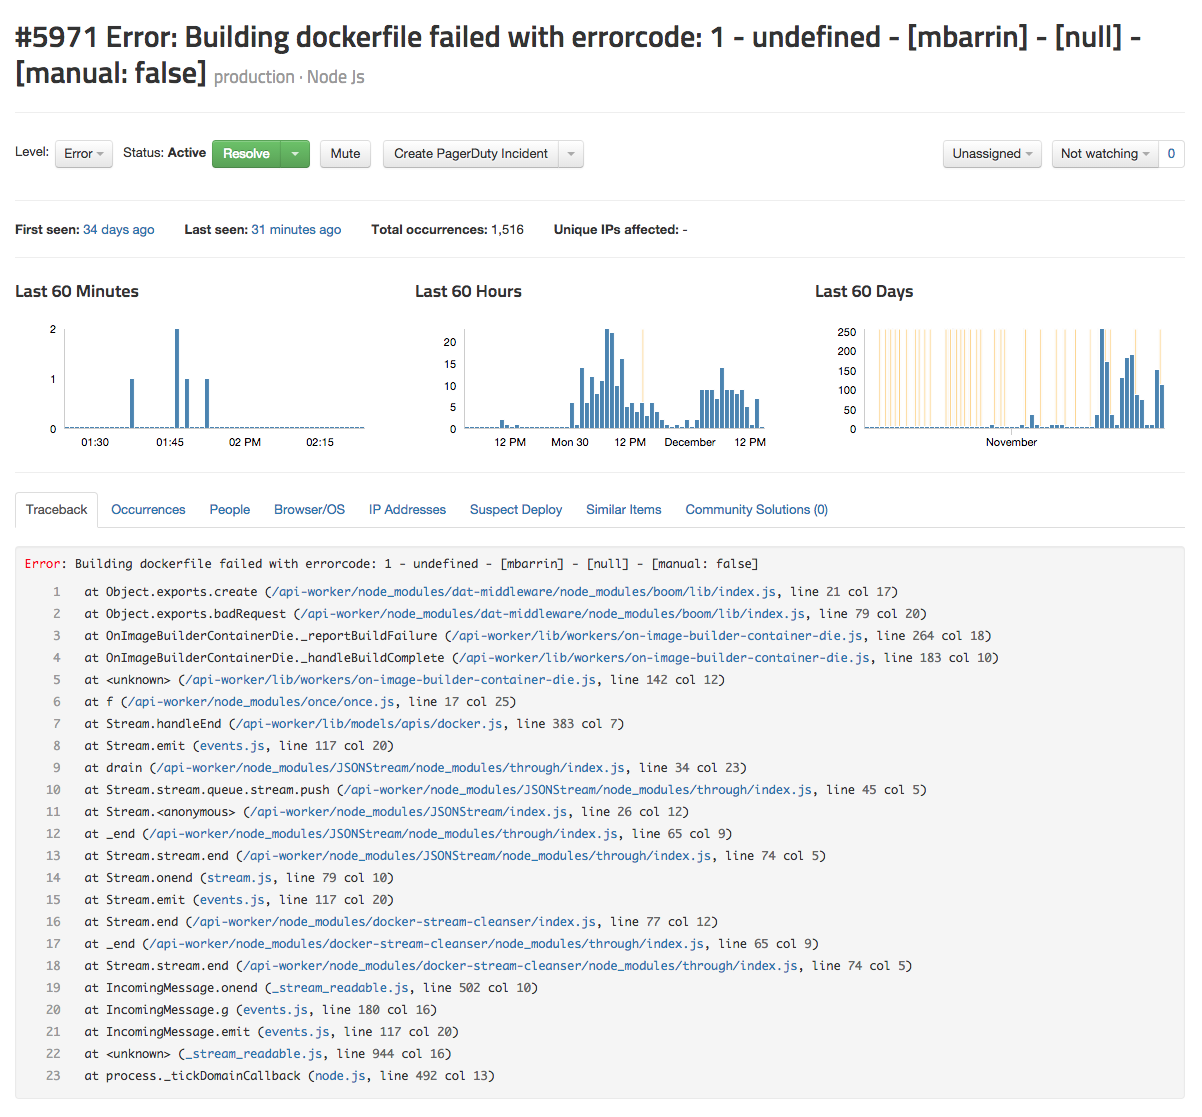 #5971 Error: Building dockerfile failed with errorcode: 1 - undefined - [mbarrin] - [null] -
[manual: false] production · Node Js
Level: Error Status: Active Resolve Mute Create PagerDuty Incident Unassigned Not watching 0
First seen: 34 days ago Last seen: 31 minutes ago Total occurrences: 1,516 Unique IPs affected: -
Last 60 Minutes
2
1
0
01:30 01:45 02 PM 02:15
Last 60 Hours
20
15
10
5
0
12 PM Mon 30 12 PM December 12 PM
Last 60 Days
250
200
150
100
50
0
November
Traceback Occurrences People Browser/OS IP Addresses Suspect Deploy Similar Items Community Solutions (0)
Error: Building dockerfile failed with errorcode: 1 - undefined - [mbarrin] - [null] - [manual: false]
1 at Object.exports.create (/api-worker/node_modules/dat-middleware/node_modules/boom/lib/index.js, line 21 col 17)
2 at Object.exports.badRequest (/api-worker/node_modules/dat-middleware/node_modules/boom/lib/index.js, line 79 col 20)
3 at OnImageBuilderContainerDie._reportBuildFailure (/api-worker/lib/workers/on-image-builder-container-die.js, line 264 col 18)
4 at OnImageBuilderContainerDie._handleBuildComplete (/api-worker/lib/workers/on-image-builder-container-die.js, line 183 col 10)
5 at <unknown> (/api-worker/lib/workers/on-image-builder-container-die.js, line 142 col 12)
6 at f (/api-worker/node_modules/once/once.js, line 17 col 25)
7 at Stream.handleEnd (/api-worker/lib/models/apis/docker.js, line 383 col 7)
8 at Stream.emit (events.js, line 117 col 20)
9 at drain (/api-worker/node_modules/JSONStream/node_modules/through/index.js, line 34 col 23)
10 at Stream.stream.queue.stream.push (/api-worker/node_modules/JSONStream/node_modules/through/index.js, line 45 col 5)
11 at Stream.<anonymous> (/api-worker/node_modules/JSONStream/index.js, line 26 col 12)
12 at _end (/api-worker/node_modules/JSONStream/node_modules/through/index.js, line 65 col 9)
13 at Stream.stream.end (/api-worker/node_modules/JSONStream/node_modules/through/index.js, line 74 col 5)
14 at Stream.onend (stream.js, line 79 col 10)
15 at Stream.emit (events.js, line 117 col 20)
16 at Stream.end (/api-worker/node_modules/docker-stream-cleanser/index.js, line 77 col 12)
17 at _end (/api-worker/node_modules/docker-stream-cleanser/node_modules/through/index.js, line 65 col 9)
18 at Stream.stream.end (/api-worker/node_modules/docker-stream-cleanser/node_modules/through/index.js, line 74 col 5)
19 at IncomingMessage.onend (_stream_readable.js, line 502 col 10)
20 at IncomingMessage.g (events.js, line 180 col 16)
21 at IncomingMessage.emit (events.js, line 117 col 20)
22 at <unknown> (_stream_readable.js, line 944 col 16)
23 at process._tickDomainCallback (node.js, line 492 col 13)